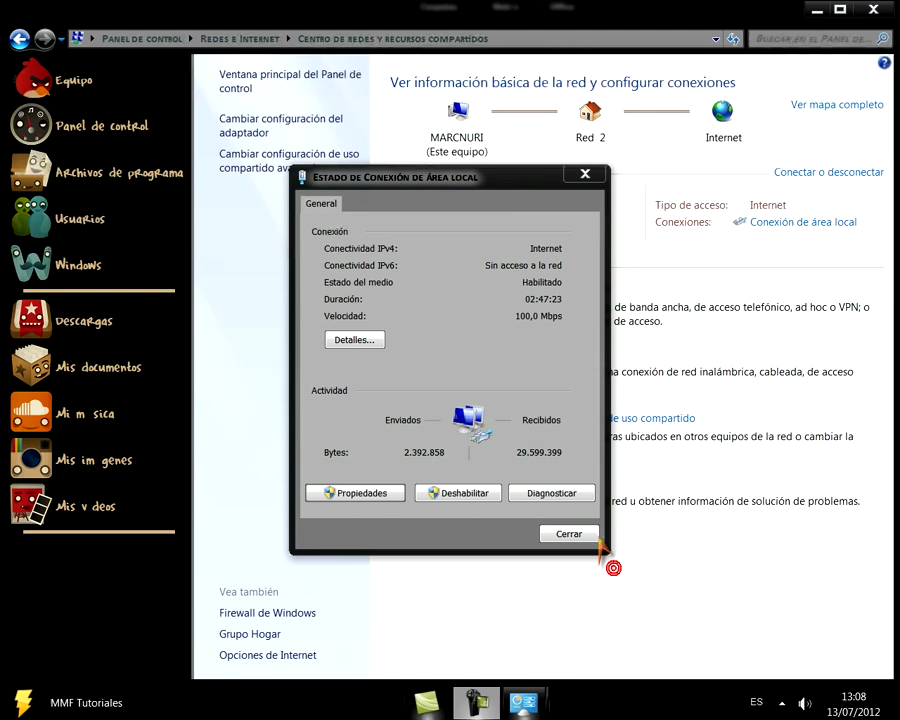 Panel de control
Redes e Internet
Centro de redes y recursos compartidos
Buscar en el Panel de...
Equipo
Panel de control
Archivos de programa
Usuarios
Windows
Descargas
Mis documentos
Mi m sica
Mis im genes
Mis v deos
Ventana principal del Panel de
control
Cambiar configuración del
adaptador
Cambiar configuración de uso
compartido
Vea también
Firewall de Windows
Grupo Hogar
Opciones de Internet
Ver información básica de la red y configurar conexiones
Ver mapa completo
MARCNURI
(Este equipo)
Red 2
Internet
Conectar o desconectar
Tipo de acceso: Internet
Conexiones: Conexión de área local
de banda ancha, de acceso telefónico, ad hoc o VPN; o
de acceso.
na conexión de red inalámbrica, cableada, de acceso
de uso compartido
ras ubicados en otros equipos de la red o cambiar la
red u obtener información de solución de problemas.
Estado de Conexión de área local
General
Conexión
Conectividad IPv4: Internet
Conectividad IPv6: Sin acceso a la red
Estado del medio Habilitado
Duración: 02:47:23
Velocidad: 100,0 Mbps
Detalles...
Actividad
Enviados
Recibidos
Bytes: 2.392.858 29.599.399
Propiedades
Deshabilitar
Diagnosticar
Cerrar
MMF Tutoriales
ES
13:08
13/07/2012